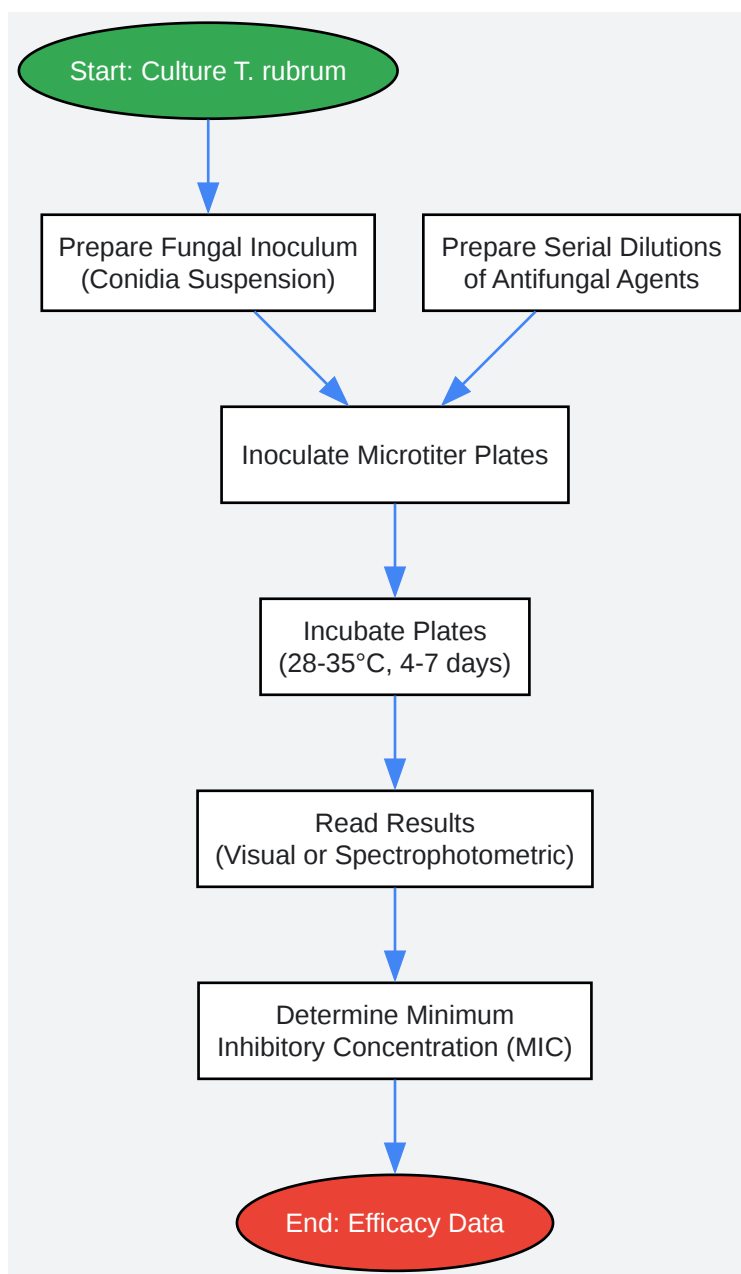 Start: Culture T. rubrum
Prepare Fungal Inoculum
(Conidia Suspension)
Prepare Serial Dilutions
of Antifungal Agents
Inoculate Microtiter Plates
Incubate Plates
(28-35°C, 4-7 days)
Read Results
(Visual or Spectrophotometric)
Determine Minimum
Inhibitory Concentration (MIC)
End: Efficacy Data